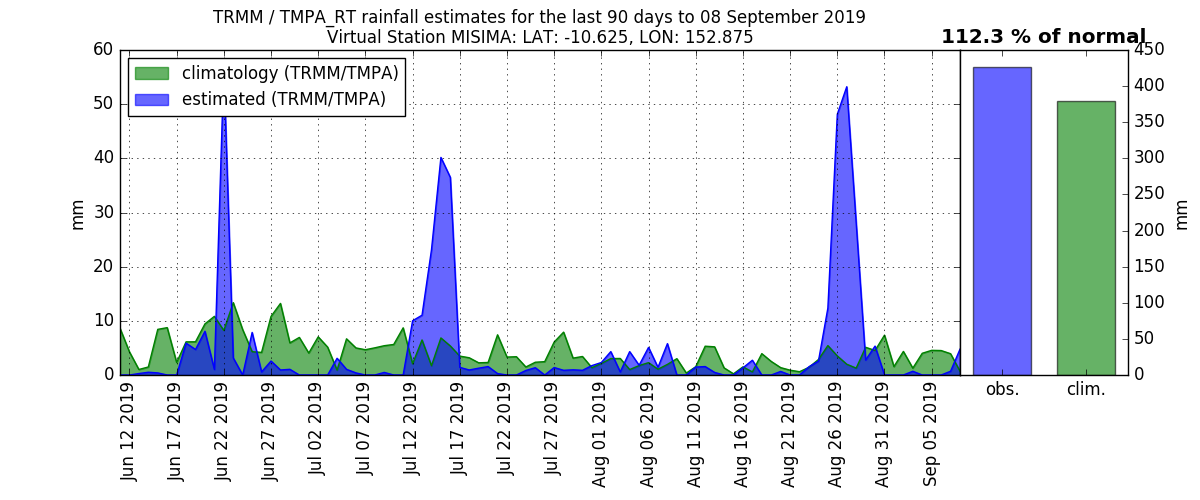 TRMM / TMPA_RT rainfall estimates for the last 90 days to 08 September 2019
Virtual Station MISIMA: LAT: -10.625, LON: 152.875
112.3 % of normal
climatology (TRMM/TMPA)
estimated (TRMM/TMPA)
60
50
40
30
20
10
0
mm
Jun 12 2019
Jun 17 2019
Jun 22 2019
Jun 27 2019
Jul 02 2019
Jul 07 2019
Jul 12 2019
Jul 17 2019
Jul 22 2019
Jul 27 2019
Aug 01 2019
Aug 06 2019
Aug 11 2019
Aug 16 2019
Aug 21 2019
Aug 26 2019
Aug 31 2019
Sep 05 2019
obs.
clim.
450
400
350
300
250
200
150
100
50
0
mm